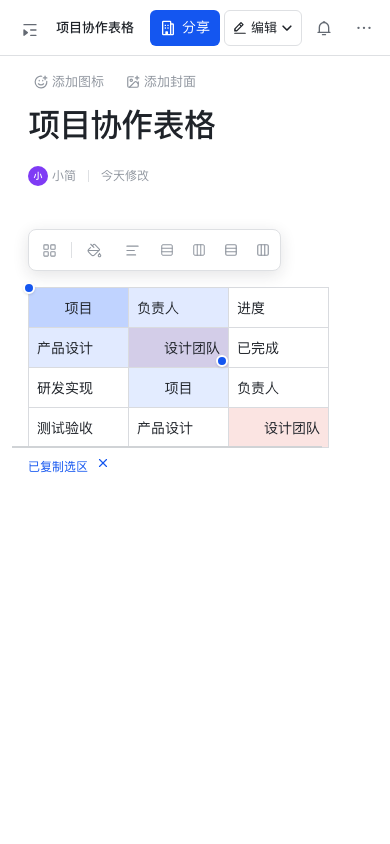 项目协作表格 分享 编辑
添加图标 添加封面
项目协作表格
小 小简 今天修改
项目 负责人 进度
产品设计 设计团队 已完成
研发实现 项目 负责人
测试验收 产品设计 设计团队
已复制选区